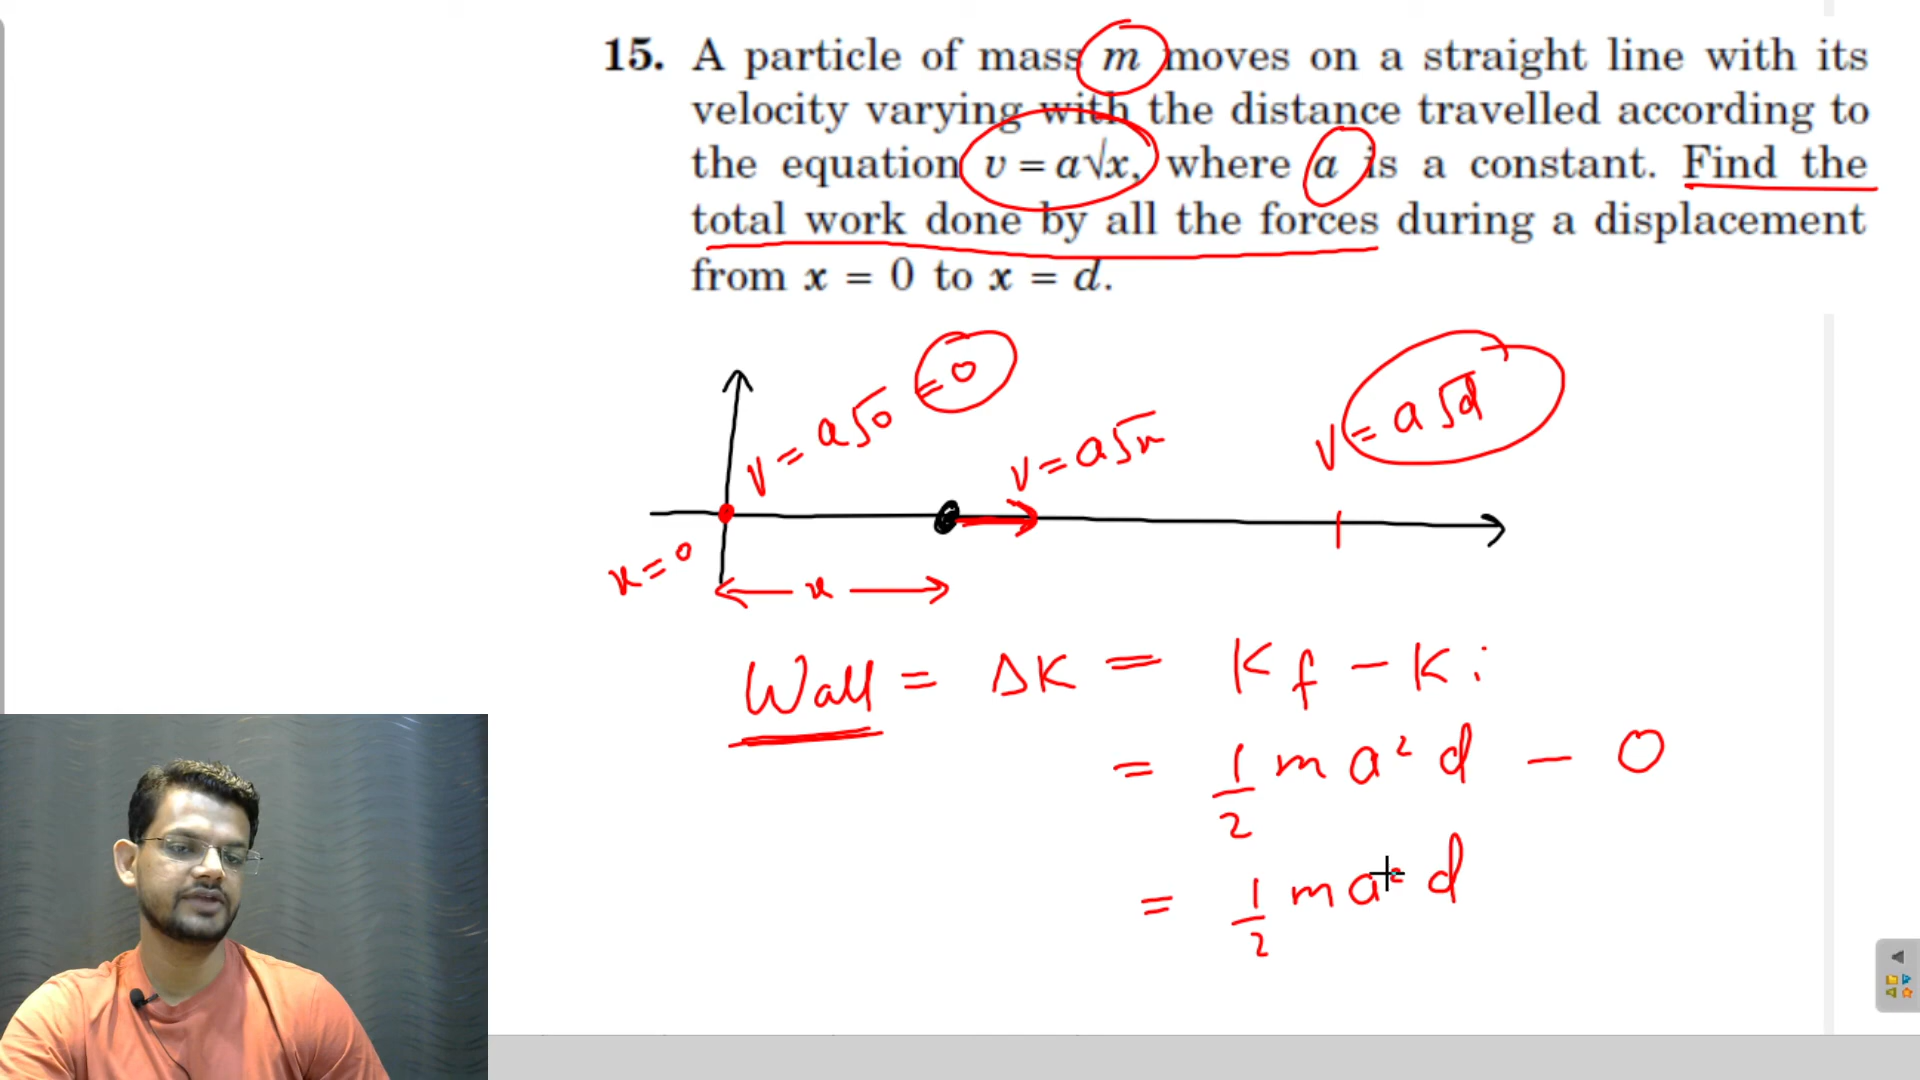 15. A particle of mass m moves on a straight line with its
velocity varying with the distance travelled according to
the equation v = a√x, where a is a constant. Find the
total work done by all the forces during a displacement
from x = 0 to x = d.
v = a√0 = 0
v = a√x
v = a√d
x = 0
x
Wall = ΔK = Kf - Ki
= 1/2 m a² d - 0
= 1/2 m a² d